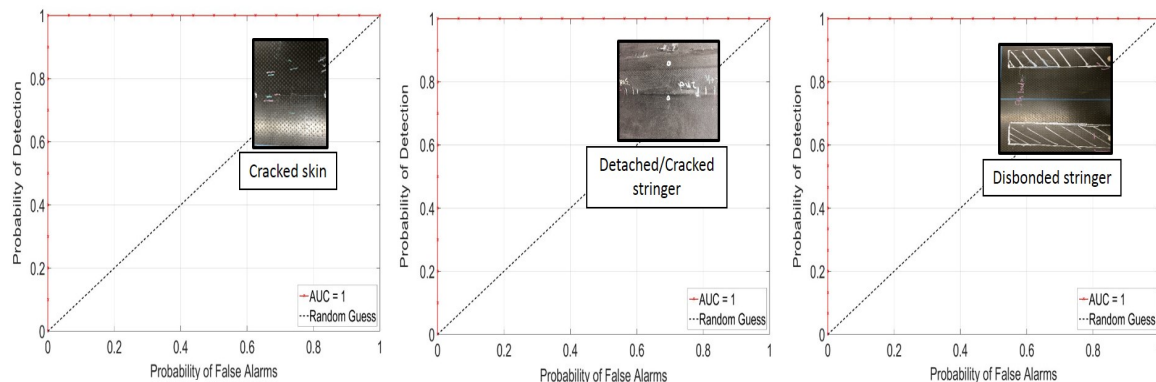 Probability of Detection
1
0.8
0.6
0.4
0.2
0
0
0.2
0.4
0.6
0.8
1
Probability of False Alarms
Cracked skin
AUC = 1
Random Guess
Probability of Detection
1
0.8
0.6
0.4
0.2
0
0
0.2
0.4
0.6
0.8
1
Probability of False Alarms
Detached/Cracked
stringer
AUC = 1
Random Guess
Probability of Detection
1
0.8
0.6
0.4
0.2
0
0
0.2
0.4
0.6
0.8
1
Probability of False Alarms
Disbonded stringer
AUC = 1
Random Guess